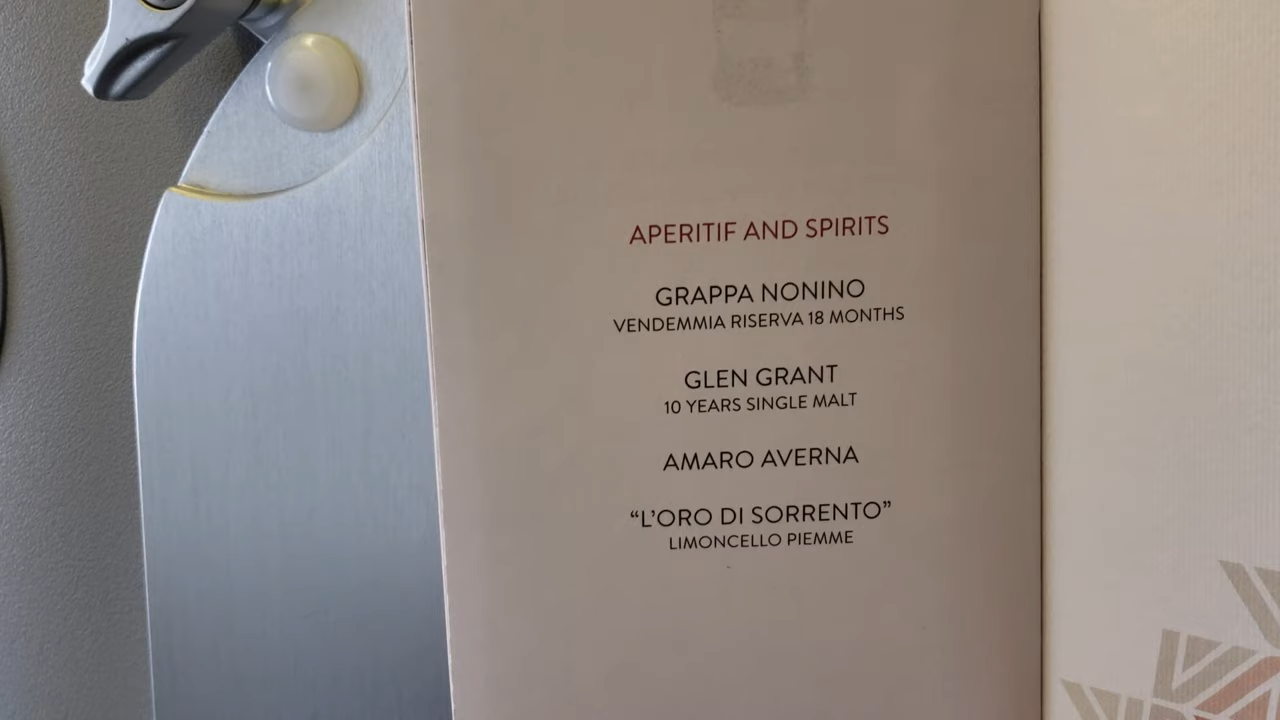 APERITIF AND SPIRITS
GRAPPA NONINO
VENDEMMIA RISERVA 18 MONTHS
GLEN GRANT
10 YEARS SINGLE MALT
AMARO AVERNA
“L’ORO DI SORRENTO”
LIMONCELLO PIEMME